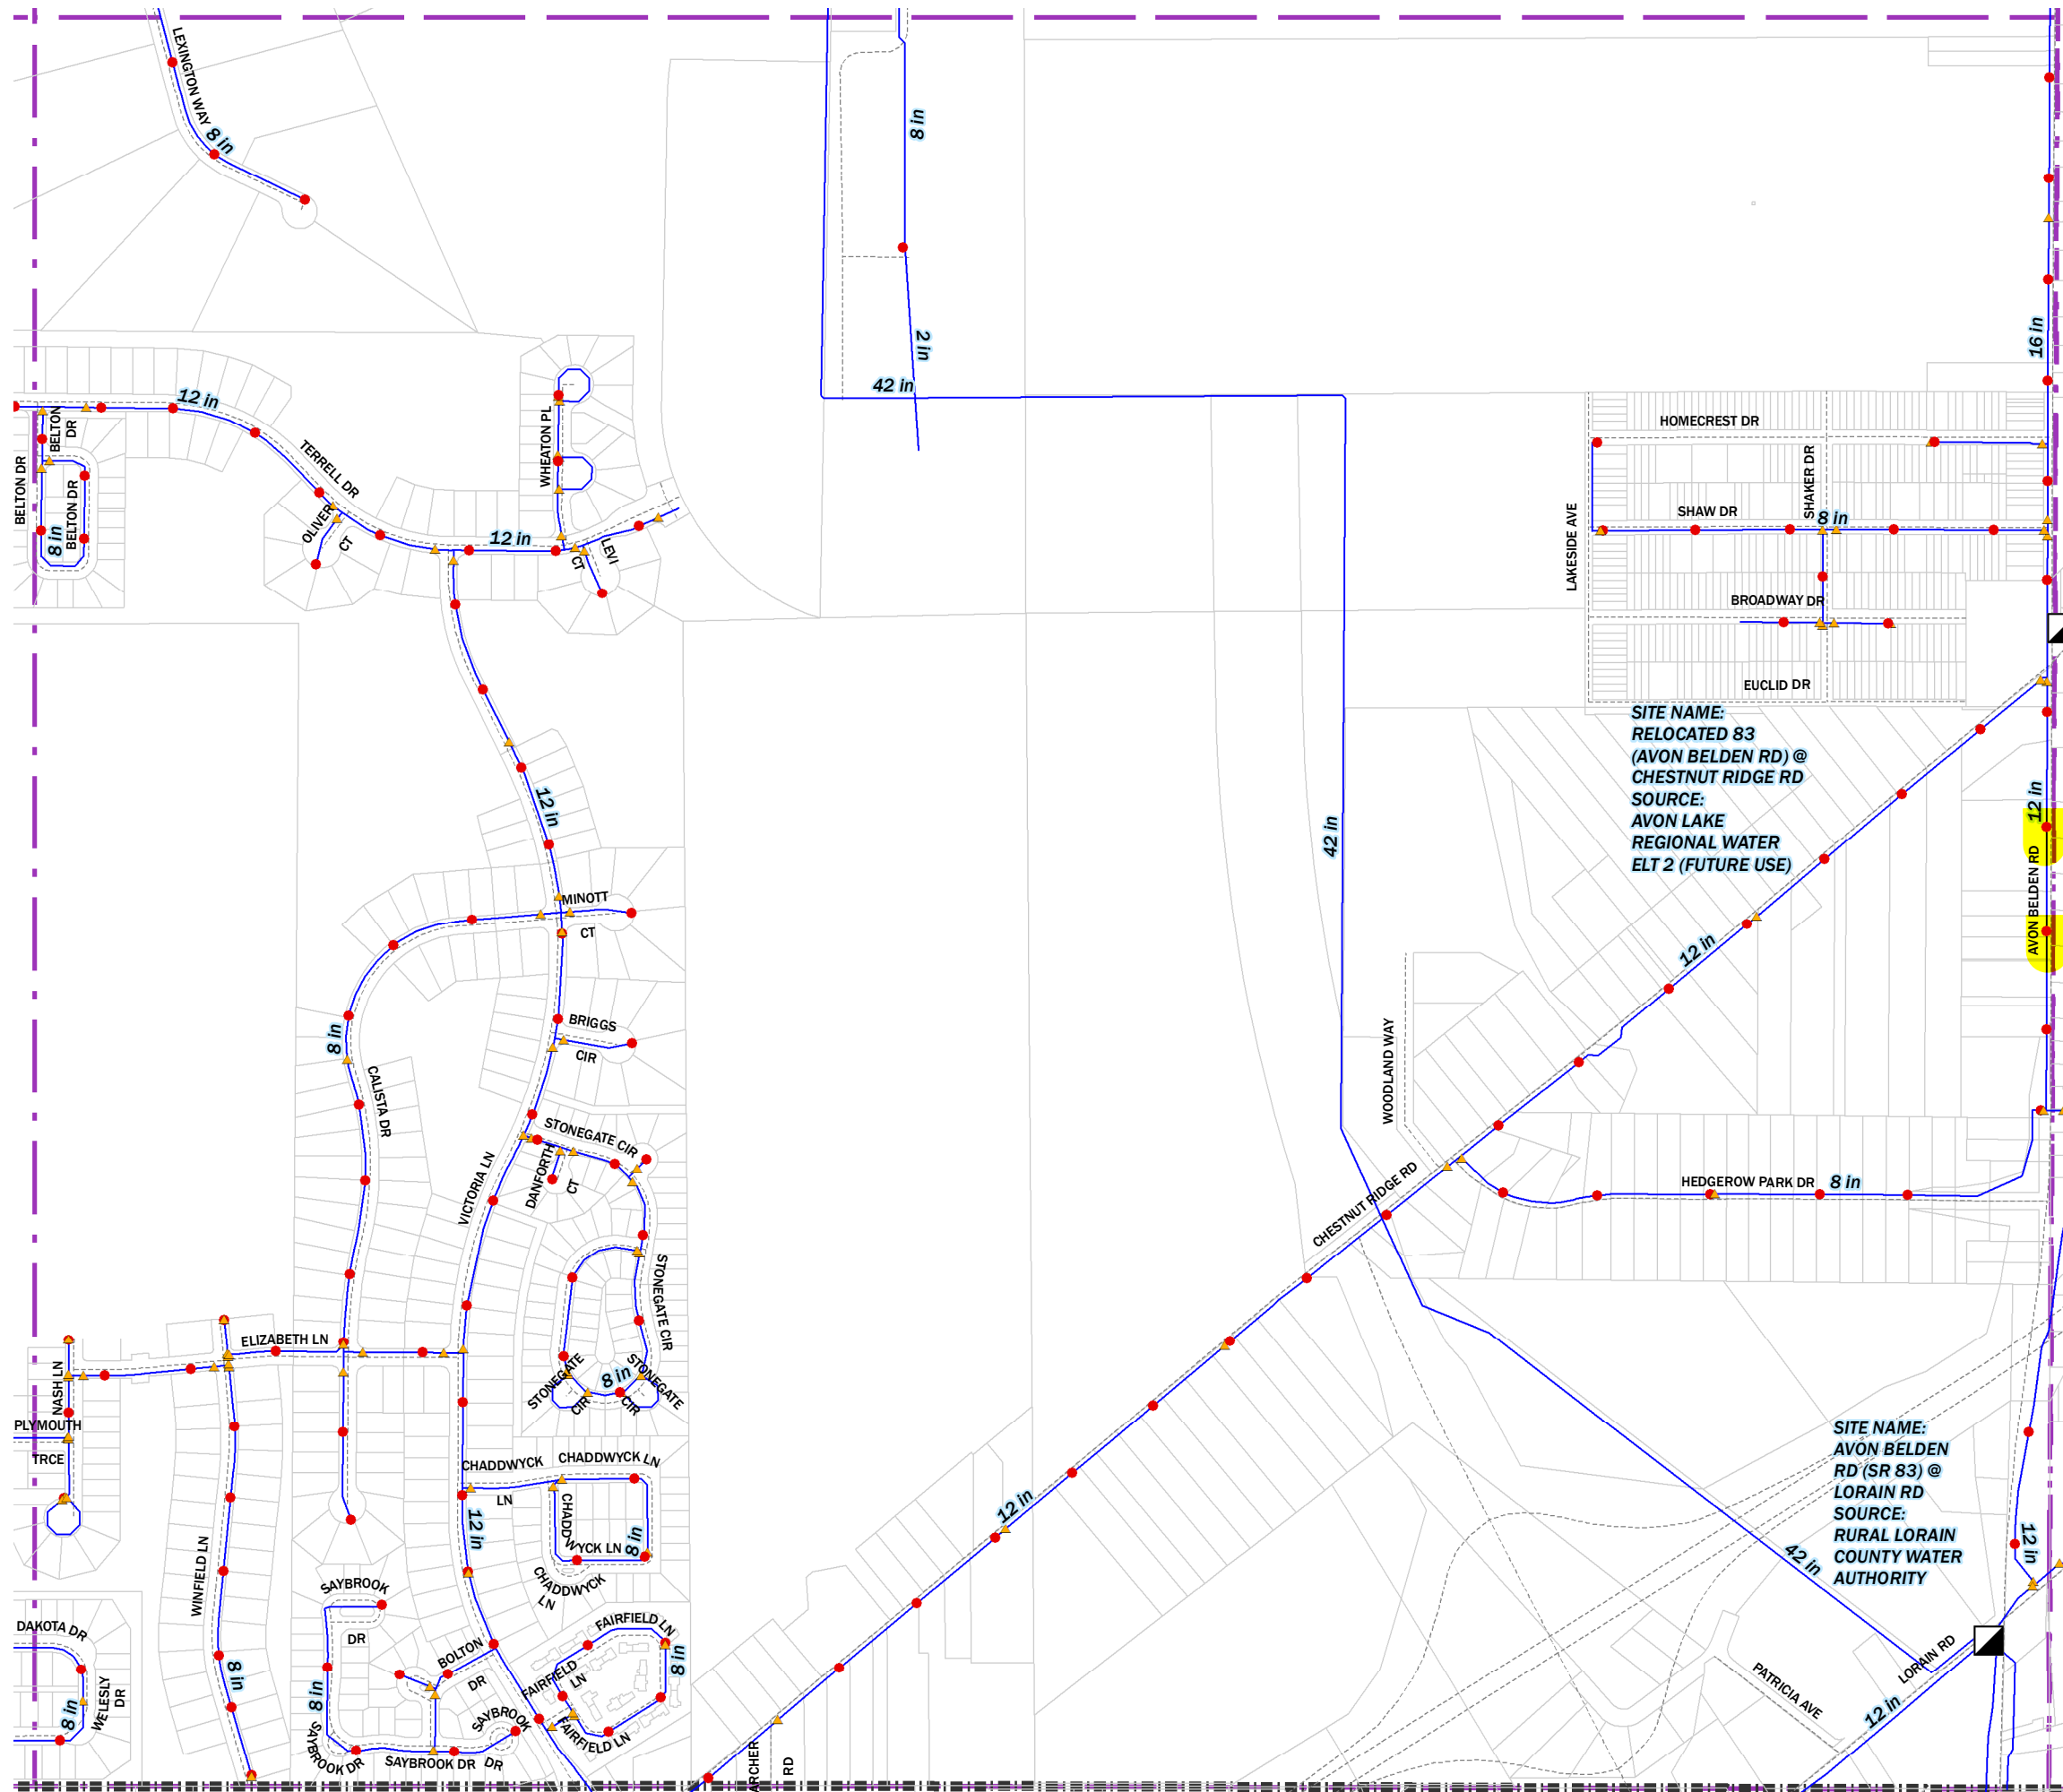 LEXINGTON WAY
8 in
8 in
2 in
42 in
16 in
12 in
BELTON
DR
BELTON DR
BELTON DR
8 in
TERRELL DR
OLIVER
CT
12 in
WHEATON PL
LEVI
CT
HOMECREST DR
SHAKER DR
SHAW DR
8 in
LAKESIDE AVE
BROADWAY DR
EUCLID DR
SITE NAME:
RELOCATED 83
(AVON BELDEN RD) @
CHESTNUT RIDGE RD
SOURCE:
AVON LAKE
REGIONAL WATER
ELT 2 (FUTURE USE)
12 in
AVON BELDEN RD
12 in
42 in
MINOTT
CT
12 in
8 in
BRIGGS
CIR
CALISTA DR
WOODLAND WAY
STONEGATE CIR
DANFORTH
CT
VICTORIA LN
CHESTNUT RIDGE RD
HEDGEROW PARK DR
8 in
STONEGATE CIR
ELIZABETH LN
NASH LN
STONEGATE
CIR
8 in
STONEGATE
CIR
PLYMOUTH
TRCE
CHADDWYCK
LN
CHADDWYCK LN
CHADDWYCK LN
8 in
CHADDWYCK
LN
12 in
12 in
SITE NAME:
AVON BELDEN
RD (SR 83) @
LORAIN RD
SOURCE:
RURAL LORAIN
COUNTY WATER
AUTHORITY
12 in
42 in
WINFIELD LN
8 in
SAYBROOK
DR
8 in
DAKOTA DR
WELESLY
DR
8 in
BOLTON
DR
FAIRFIELD LN
8 in
FAIRFIELD
LN
FAIRFIELD LN
SAYBROOK
DR
SAYBROOK DR
SAYBROOK DR
ARCHER
RD
LORAIN RD
PATRICIA AVE
12 in